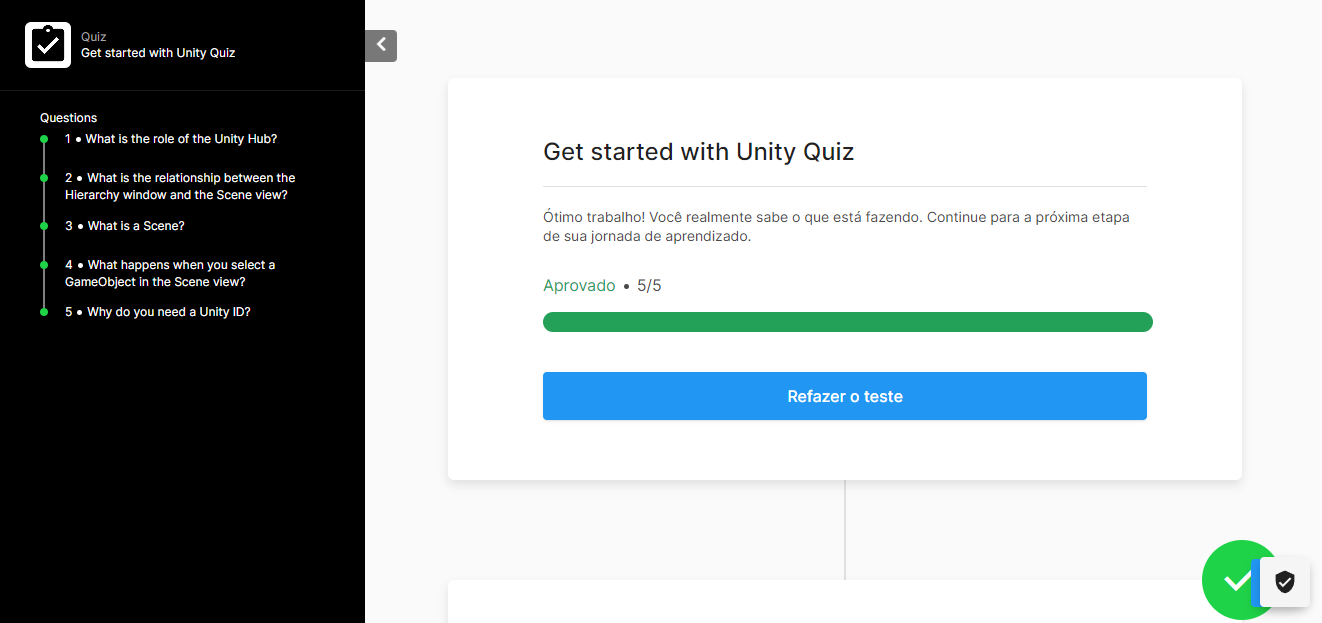 Quiz
Get started with Unity Quiz
Questions
1 • What is the role of the Unity Hub?
2 • What is the relationship between the
Hierarchy window and the Scene view?
3 • What is a Scene?
4 • What happens when you select a
GameObject in the Scene view?
5 • Why do you need a Unity ID?
Get started with Unity Quiz
Ótimo trabalho! Você realmente sabe o que está fazendo. Continue para a próxima etapa
de sua jornada de aprendizado.
Aprovado • 5/5
Refazer o teste